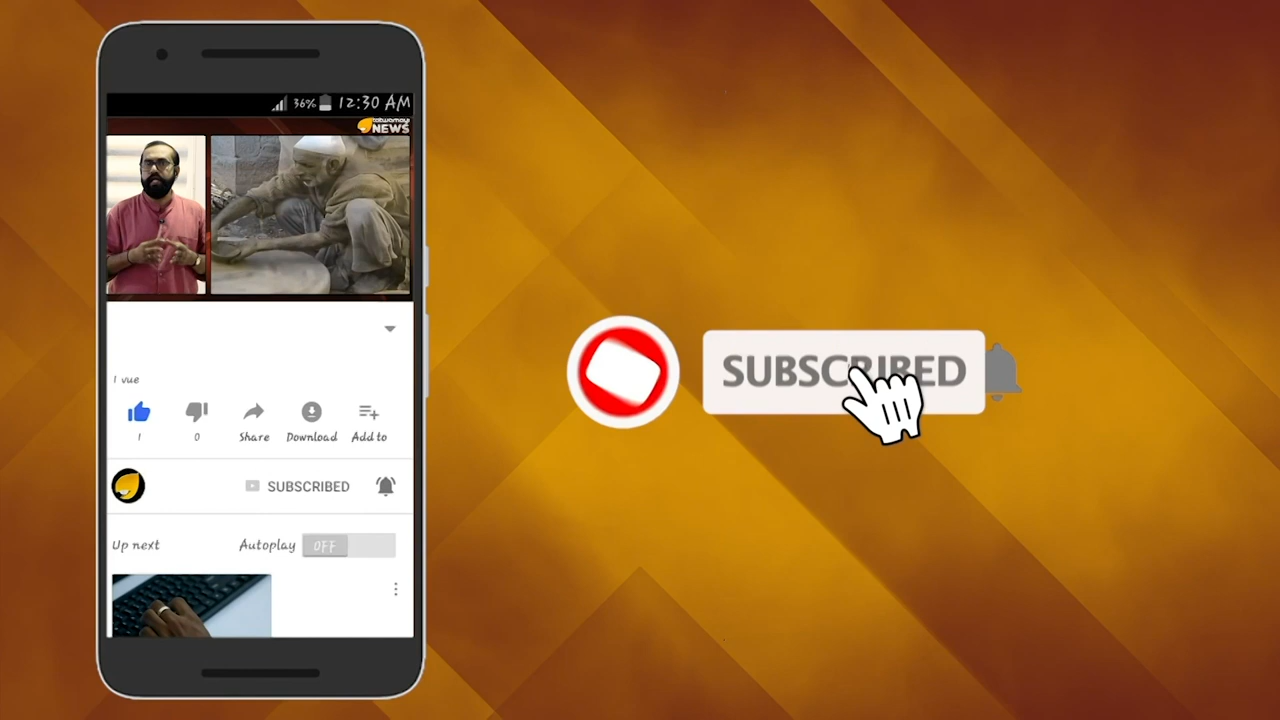 36% 12:30 AM
tatwamayi
NEWS
1 vue
1 0 Share Download Add to
SUBSCRIBED
Up next Autoplay OFF
SUBSCRIBED